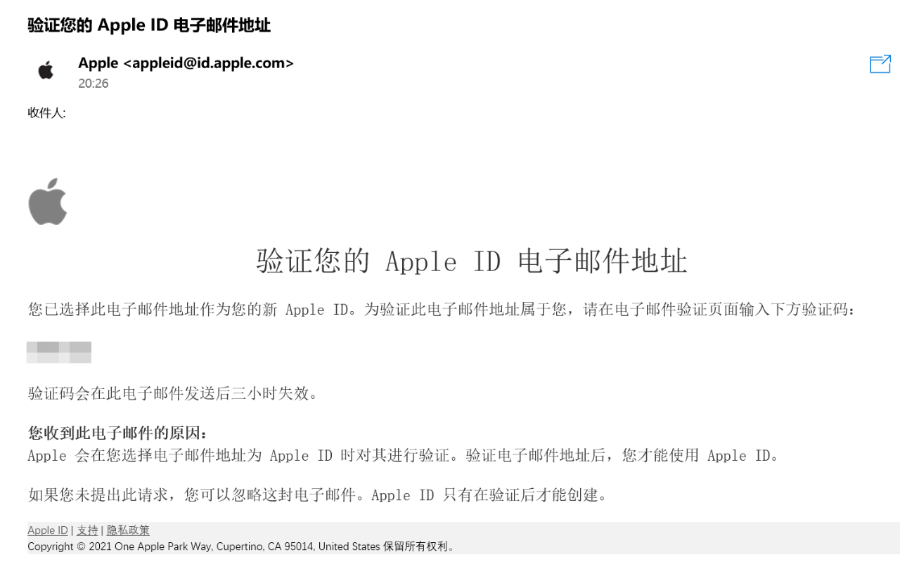 验证您的 Apple ID 电子邮件地址
Apple <appleid@id.apple.com>
20:26
收件人:
验证您的 Apple ID 电子邮件地址
您已选择此电子邮件地址作为您的新 Apple ID。为验证此电子邮件地址属于您，请在电子邮件验证页面输入下方验证码：
验证码会在此电子邮件发送后三小时失效。
您收到此电子邮件的原因：
Apple 会在您选择电子邮件地址为 Apple ID 时对其进行验证。验证电子邮件地址后，您才能使用 Apple ID。
如果您未提出此请求，您可以忽略这封电子邮件。Apple ID 只有在验证后才能创建。
Apple ID | 支持 | 隐私政策
Copyright © 2021 One Apple Park Way, Cupertino, CA 95014, United States 保留所有权利。